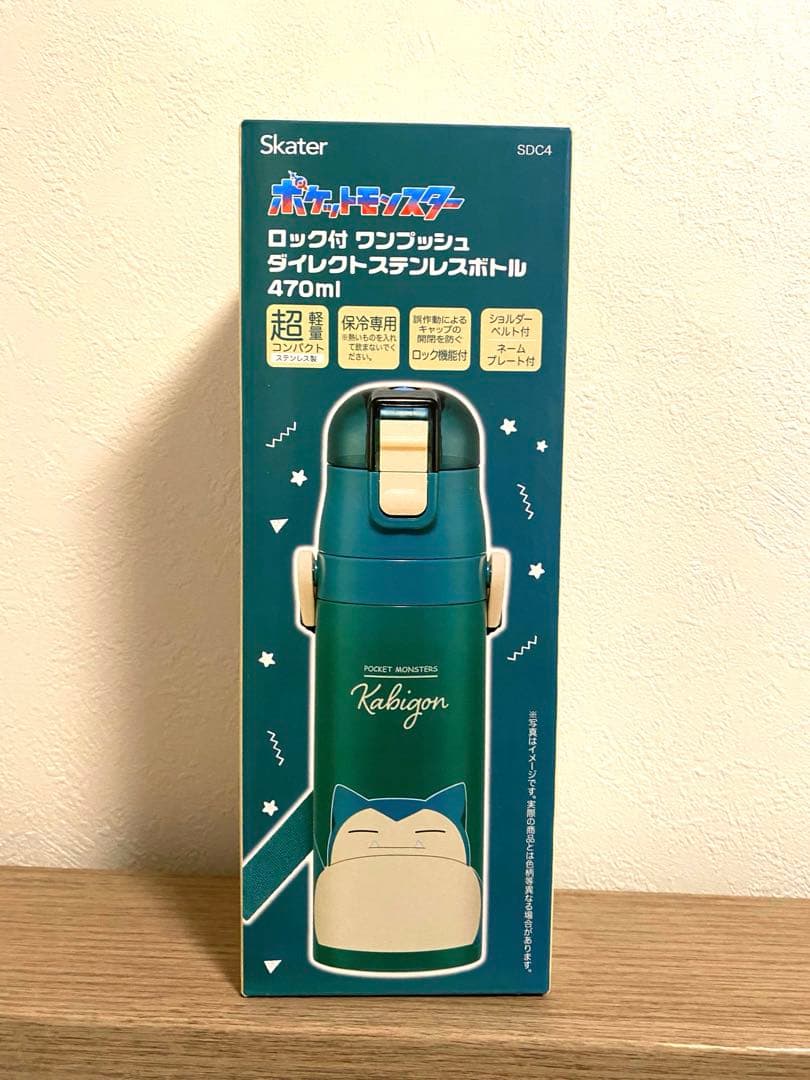 Skater
SDC4
ポケットモンスター
ロック付 ワンプッシュ
ダイレクトステンレスボトル
470ml
超軽量
コンパクト
ステンレス製
保冷専用
※熱いものを入れ
て飲まないでく
ださい。
誤作動による
キャップの
開閉を防ぐ
ロック機能付
ショルダー
ベルト付
ネーム
プレート付
POCKET MONSTERS
Kabigon
※写真はイメージです。実際の商品とは色柄等異なる場合があります。